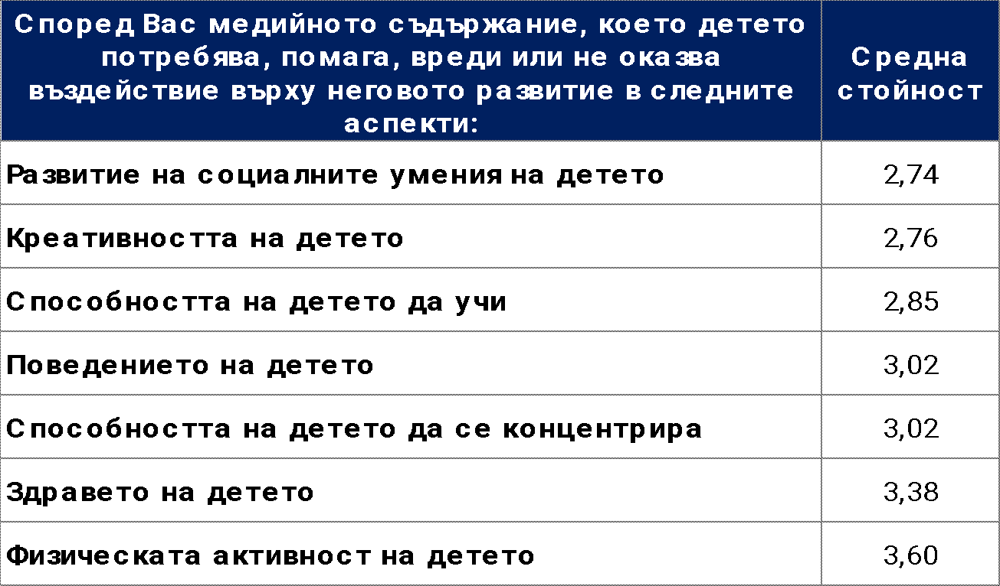 Според Вас медийното съдържание, което детето
потребява, помага, вреди или не оказва
въздействие върху неговото развитие в следните
аспекти:
Средна
стойност
Развитие на социалните умения на детето
2,74
Креативността на детето
2,76
Способността на детето да учи
2,85
Поведението на детето
3,02
Способността на детето да се концентрира
3,02
Здравето на детето
3,38
Физическата активност на детето
3,60